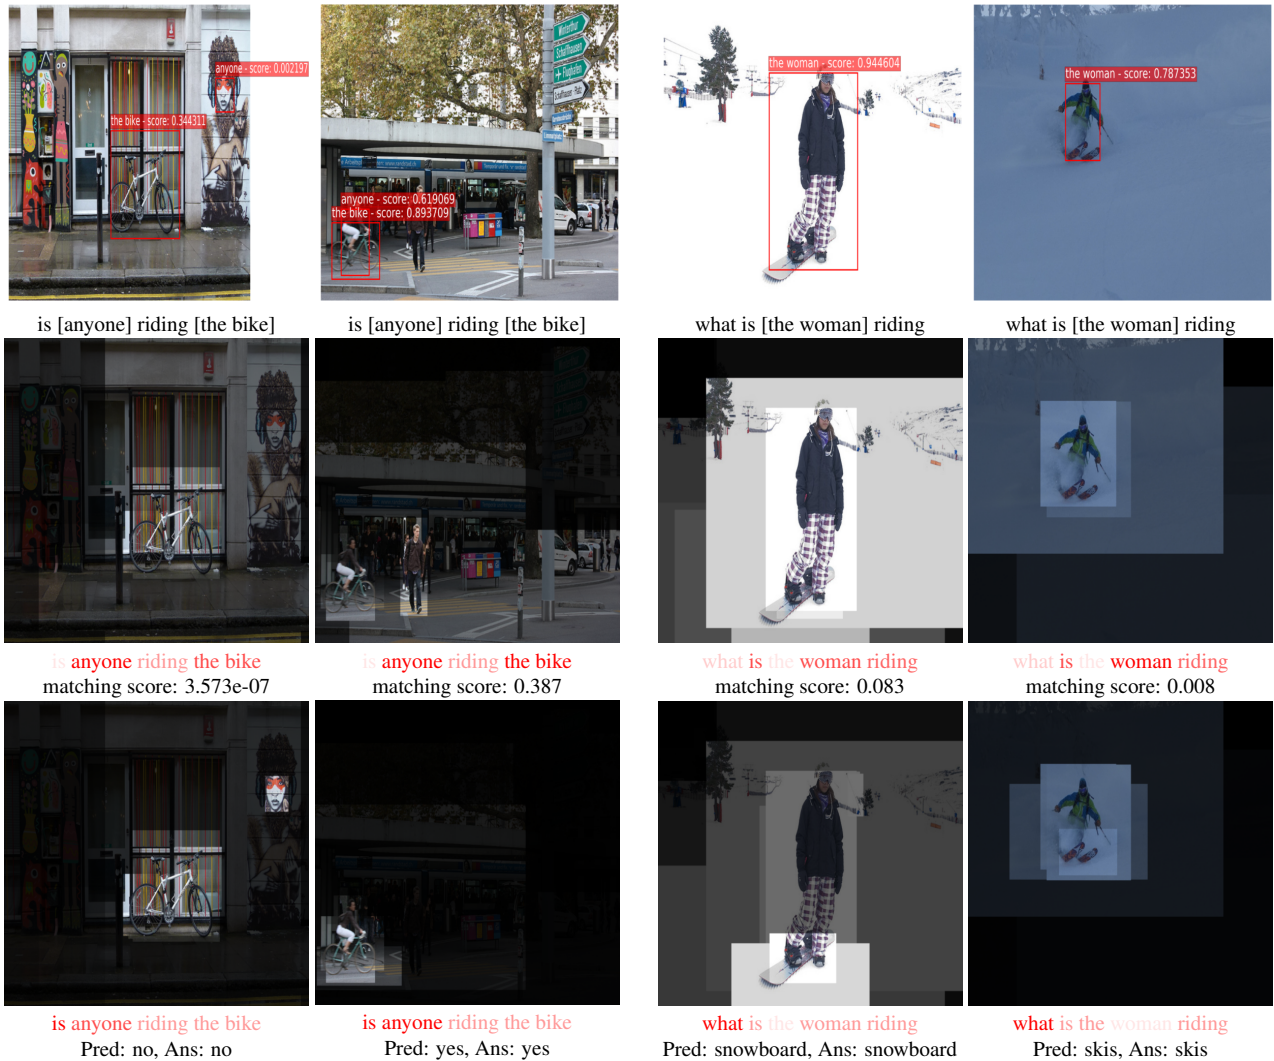 anyone - score: 0.002197
the bike - score: 0.344311
Winterthur
Schaffhausen
Flughafen
anyone - score: 0.619069
the bike - score: 0.893709
the woman - score: 0.944604
the woman - score: 0.787353
is [anyone] riding [the bike]
is [anyone] riding [the bike]
what is [the woman] riding
what is [the woman] riding
is anyone riding the bike
is anyone riding the bike
what is the woman riding
what is the woman riding
matching score: 3.573e-07
matching score: 0.387
matching score: 0.083
matching score: 0.008
is anyone riding the bike
is anyone riding the bike
what is the woman riding
what is the woman riding
Pred: no, Ans: no
Pred: yes, Ans: yes
Pred: snowboard, Ans: snowboard
Pred: skis, Ans: skis